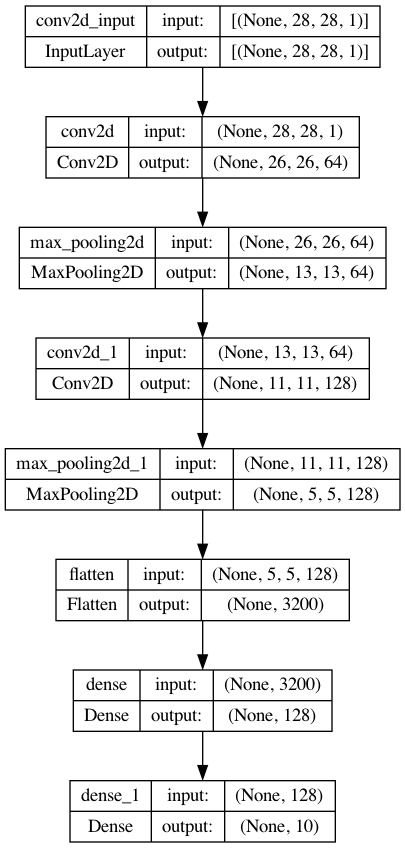 conv2d_input input: [(None, 28, 28, 1)]
InputLayer output: [(None, 28, 28, 1)]
conv2d input: (None, 28, 28, 1)
Conv2D output: (None, 26, 26, 64)
max_pooling2d input: (None, 26, 26, 64)
MaxPooling2D output: (None, 13, 13, 64)
conv2d_1 input: (None, 13, 13, 64)
Conv2D output: (None, 11, 11, 128)
max_pooling2d_1 input: (None, 11, 11, 128)
MaxPooling2D output: (None, 5, 5, 128)
flatten input: (None, 5, 5, 128)
Flatten output: (None, 3200)
dense input: (None, 3200)
Dense output: (None, 128)
dense_1 input: (None, 128)
Dense output: (None, 10)